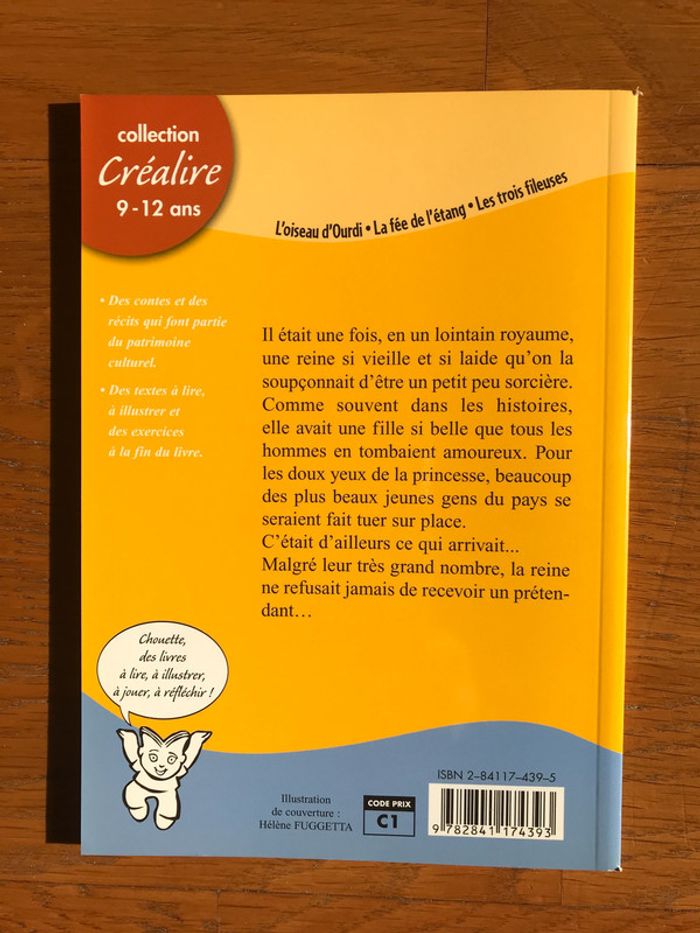 collection
Créalire
9-12 ans
L'oiseau d'Ourdi • La fée de l'étang • Les trois fileuses
• Des contes et des
récits qui font partie
du patrimoine
culturel.
• Des textes à lire,
à illustrer et
des exercices
à la fin du livre.
Il était une fois, en un lointain royaume,
une reine si vieille et si laide qu'on la
soupçonnait d'être un petit peu sorcière.
Comme souvent dans les histoires,
elle avait une fille si belle que tous les
hommes en tombaient amoureux. Pour
les doux yeux de la princesse, beaucoup
des plus beaux jeunes gens du pays se
seraient fait tuer sur place.
C'était d'ailleurs ce qui arrivait...
Malgré leur très grand nombre, la reine
ne refusait jamais de recevoir un préten-
dant…
Chouette,
des livres
à lire, à illustrer,
à jouer, à réfléchir !
Illustration
de couverture :
Hélène FUGGETTA
CODE PRIX
C1
ISBN 2-84117-439-5
9 782841 174393